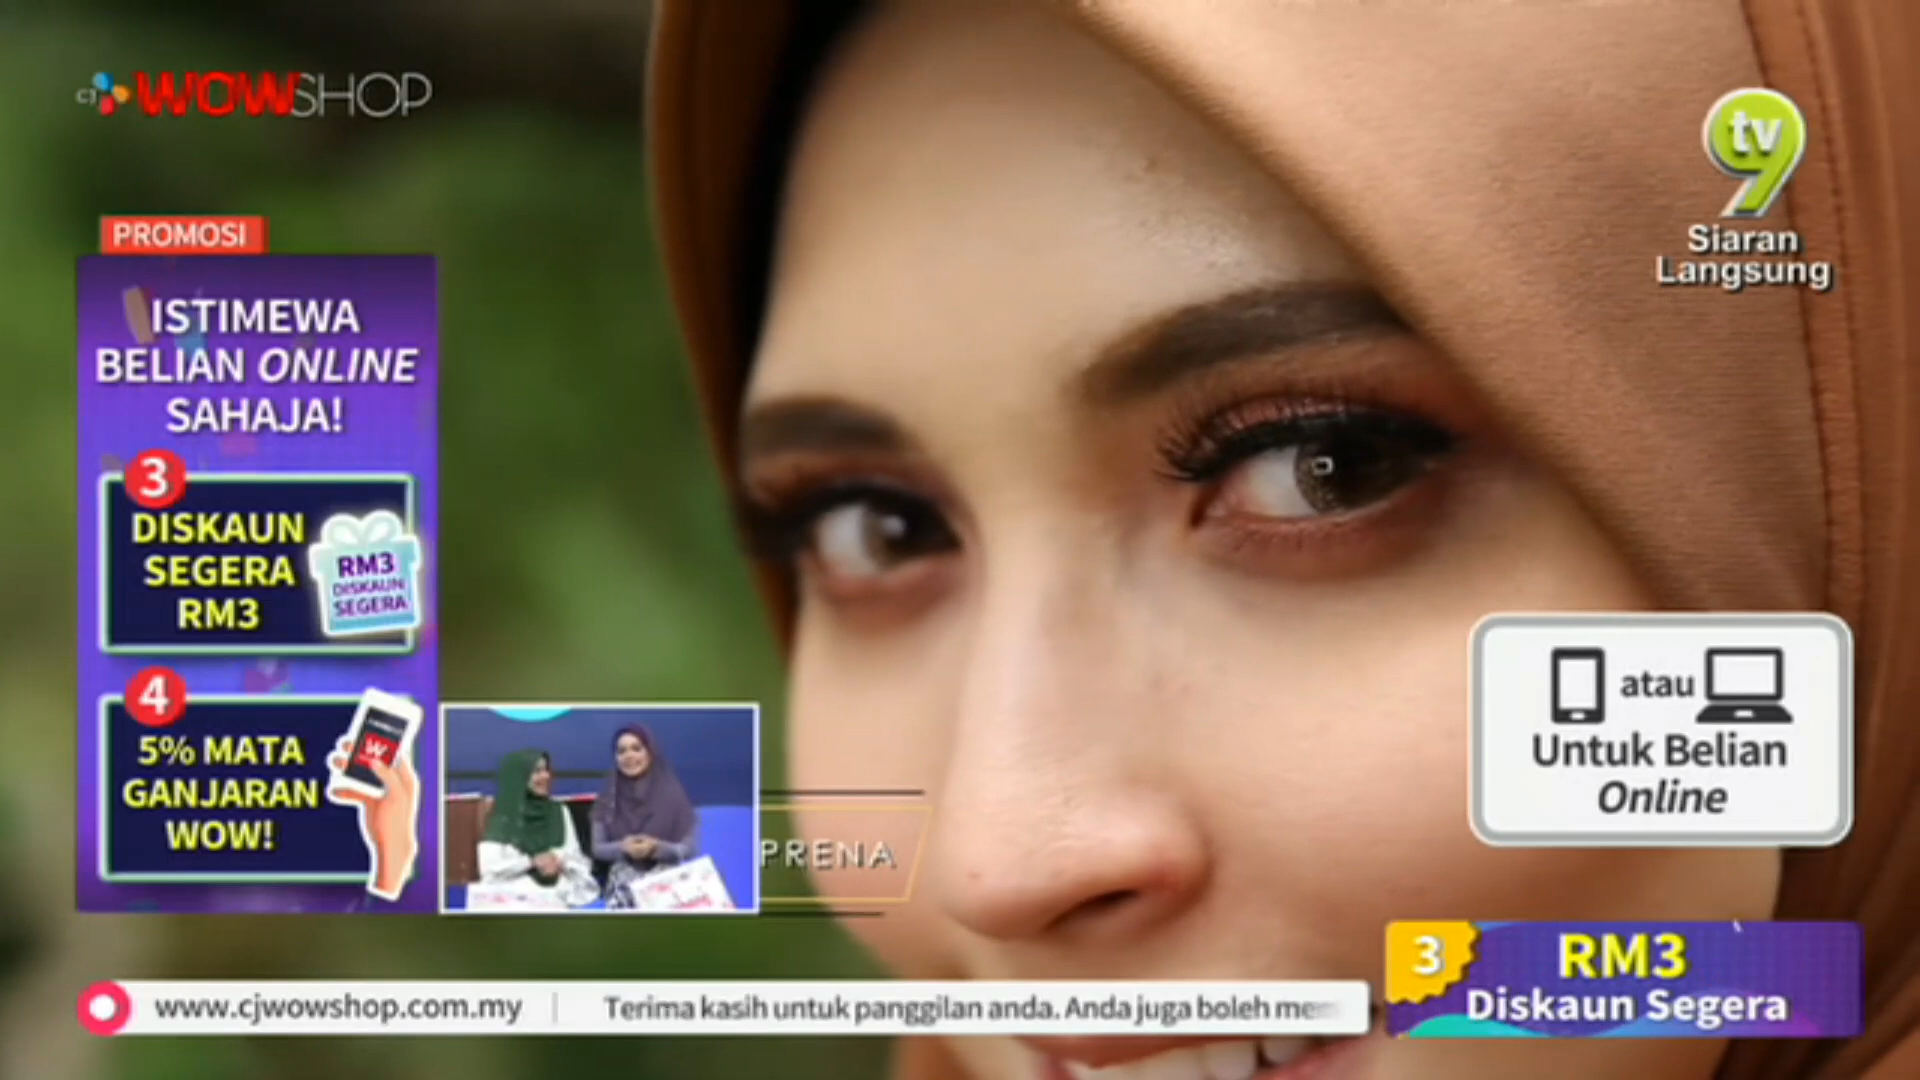 CJ WOWSHOP
tv9
Siaran
Langsung
PROMOSI
ISTIMEWA
BELIAN ONLINE
SAHAJA!
3
DISKAUN
SEGERA
RM3
RM3
DISKAUN
SEGERA
4
5% MATA
GANJARAN
WOW!
W
atau
Untuk Belian
Online
PRENA
3
RM3
Diskaun Segera
www.cjwowshop.com.my
Terima kasih untuk panggilan anda. Anda juga boleh